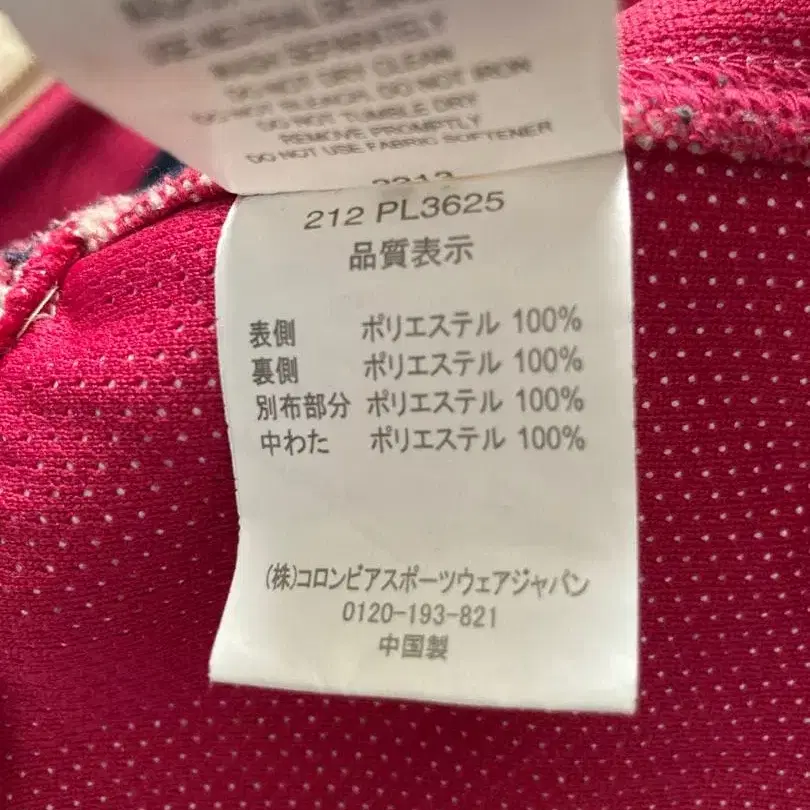 WASH SEPARATELY
DO NOT DRY CLEAN
DO NOT BLEACH, DO NOT IRON
DO NOT TUMBLE DRY
REMOVE PROMPTLY
DO NOT USE FABRIC SOFTENER
212 PL3625
品質表示
表側 ポリエステル 100%
裏側 ポリエステル 100%
別布部分 ポリエステル 100%
中わた ポリエステル 100%
(株)コロンビアスポーツウェアジャパン
0120-193-821
中国製